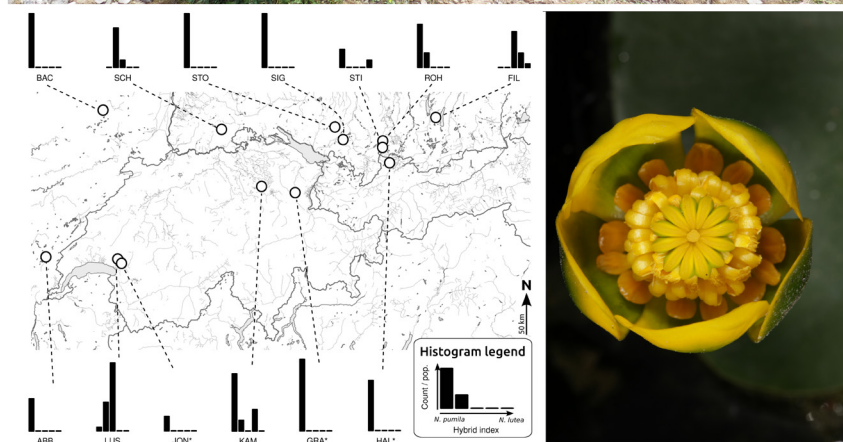 BAC SCH STO SIG STI ROH FIL
N
50 km
Histogram legend
Count / pop.
N. pumila N. lutea
Hybrid index
ABB LUS JON* KAM GRA* HAL*